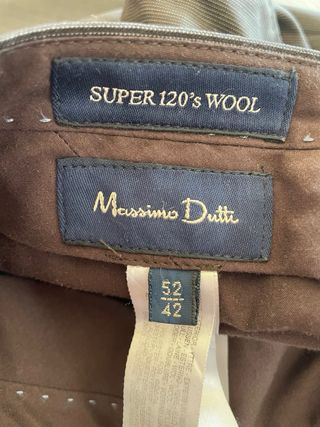 SUPER 120's WOOL
Massimo Dutti
52
42